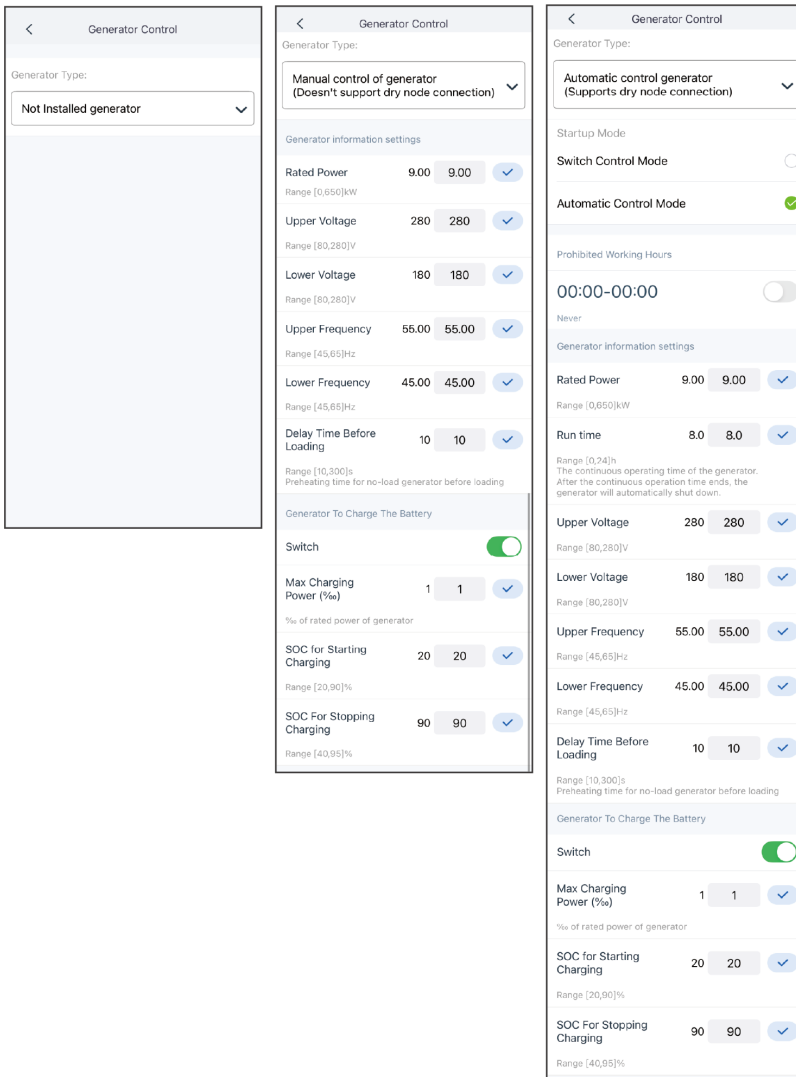 Generator Control
Generator Type:
Not Installed generator
Generator Control
Generator Type:
Manual control of generator
(Doesn't support dry node connection)
Generator information settings
Rated Power 9.00 9.00
Range [0,650]kW
Upper Voltage 280 280
Range [80,280]V
Lower Voltage 180 180
Range [80,280]V
Upper Frequency 55.00 55.00
Range [45,65]Hz
Lower Frequency 45.00 45.00
Range [45,65]Hz
Delay Time Before
Loading 10 10
Range [10,300]s
Preheating time for no-load generator before loading
Generator To Charge The Battery
Switch
Max Charging
Power (‰) 1 1
‰ of rated power of generator
SOC for Starting
Charging 20 20
Range [20,90]%
SOC For Stopping
Charging 90 90
Range [40,95]%
Generator Control
Generator Type:
Automatic control generator
(Supports dry node connection)
Startup Mode
Switch Control Mode
Automatic Control Mode
Prohibited Working Hours
00:00-00:00
Never
Generator information settings
Rated Power 9.00 9.00
Range [0,650]kW
Run time 8.0 8.0
Range [0,24]h
The continuous operating time of the generator.
After the continuous operation time ends, the
generator will automatically shut down.
Upper Voltage 280 280
Range [80,280]V
Lower Voltage 180 180
Range [80,280]V
Upper Frequency 55.00 55.00
Range [45,65]Hz
Lower Frequency 45.00 45.00
Range [45,65]Hz
Delay Time Before
Loading 10 10
Range [10,300]s
Preheating time for no-load generator before loading
Generator To Charge The Battery
Switch
Max Charging
Power (‰) 1 1
‰ of rated power of generator
SOC for Starting
Charging 20 20
Range [20,90]%
SOC For Stopping
Charging 90 90
Range [40,95]%